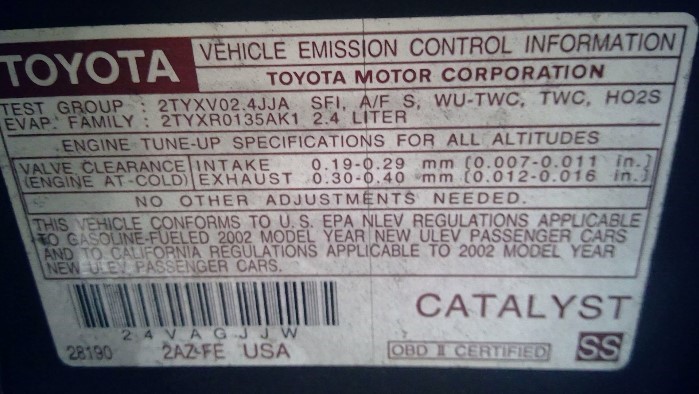 TOYOTA VEHICLE EMISSION CONTROL INFORMATION
TOYOTA MOTOR CORPORATION
TEST GROUP : 2TYXV02.4JJA SFI, A/F S, WU-TWC, TWC, HO2S
EVAP. FAMILY : 2TYXR0135AK1 2.4 LITER
ENGINE TUNE-UP SPECIFICATIONS FOR ALL ALTITUDES
VALVE CLEARANCE INTAKE 0.19-0.29 mm (0.007-0.011 in.)
(ENGINE AT-COLD) EXHAUST 0.30-0.40 mm (0.012-0.016 in.)
NO OTHER ADJUSTMENTS NEEDED.
THIS VEHICLE CONFORMS TO U.S. EPA NLEV REGULATIONS APPLICABLE
TO GASOLINE-FUELED 2002 MODEL YEAR NEW ULEV PASSENGER CARS
AND TO CALIFORNIA REGULATIONS APPLICABLE TO 2002 MODEL YEAR
NEW ULEV PASSENGER CARS.
CATALYST
24VAGJJW
28190 2AZ-FE USA OBD II CERTIFIED SS